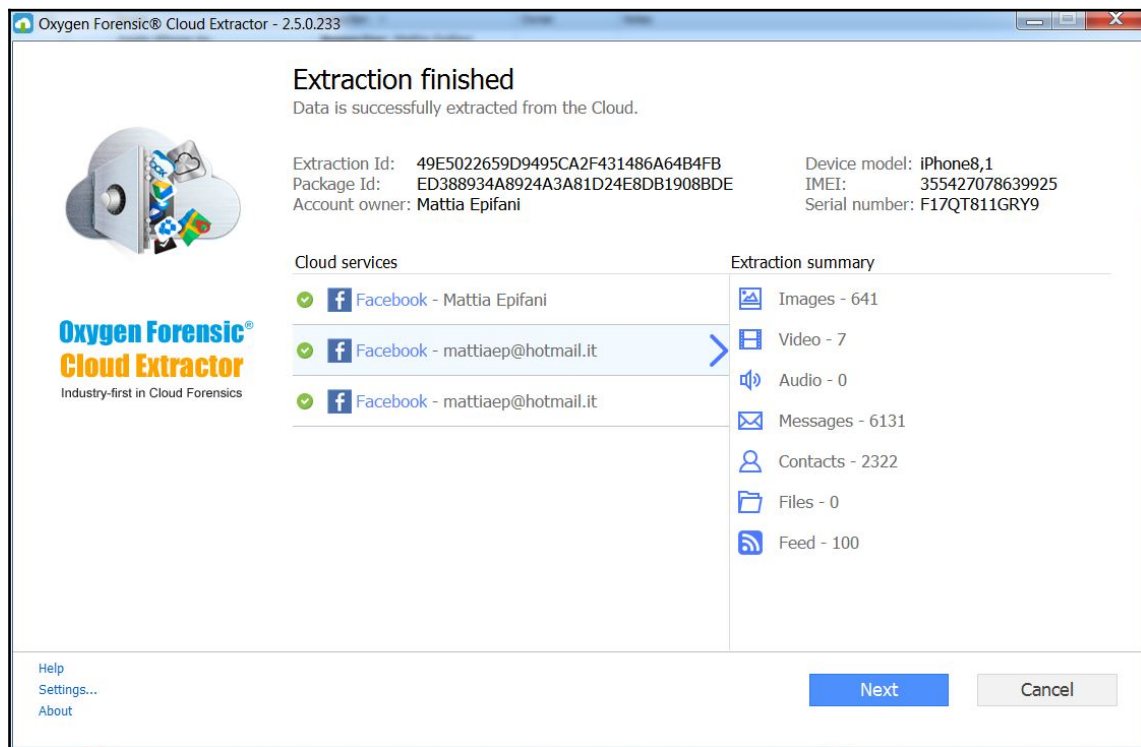 Oxygen Forensic® Cloud Extractor - 2.5.0.233
Extraction finished
Data is successfully extracted from the Cloud.
Extraction Id: 49E5022659D9495CA2F431486A64B4FB
Package Id: ED388934A8924A3A81D24E8DB1908BDE
Account owner: Mattia Epifani
Device model: iPhone8,1
IMEI: 355427078639925
Serial number: F17QT811GRY9
Cloud services
Facebook - Mattia Epifani
Facebook - mattiaep@hotmail.it
Facebook - mattiaep@hotmail.it
Extraction summary
Images - 641
Video - 7
Audio - 0
Messages - 6131
Contacts - 2322
Files - 0
Feed - 100
box
Oxygen Forensic®
Cloud Extractor
Industry-first in Cloud Forensics
Help
Settings...
About
Next
Cancel